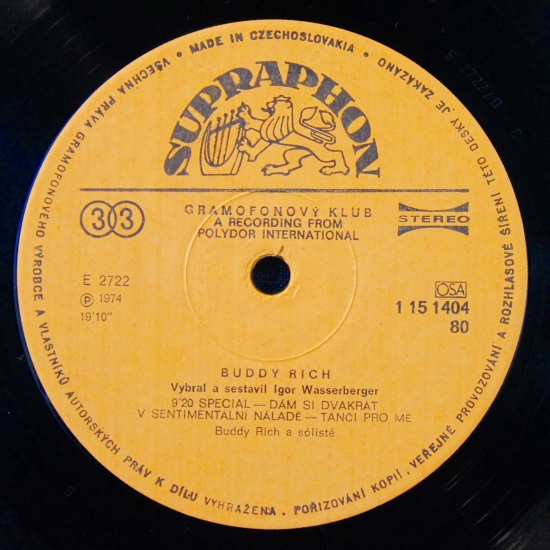 • MADE IN CZECHOSLOVAKIA •
VŠECHNA PRÁVA GRAMOFONOVÉHO VÝROBCE A VLASTNÍKŮ AUTORSKÝCH PRÁV K DÍLU VYHRAŽENA. • POŘIZOVÁNÍ KOPIÍ, VEŘEJNÉ PROVOZOVÁNÍ A ROZHLASOVÉ ŠÍŘENÍ TÉTO DESKY JE ZAKÁZÁNO
SUPRAPHON
33
GRAMOFONOVÝ KLUB
A RECORDING FROM
POLYDOR INTERNATIONAL
STEREO
E 2722
Ⓟ 1974
19'10"
OSA
1 15 1404
80
BUDDY RICH
Vybral a sestavil Igor Wasserberger
9'20 SPECIAL — DÁM SI DVAKRÁT
V SENTIMENTÁLNÍ NÁLADĚ — TANČI PRO MĚ
Buddy Rich a sólisté